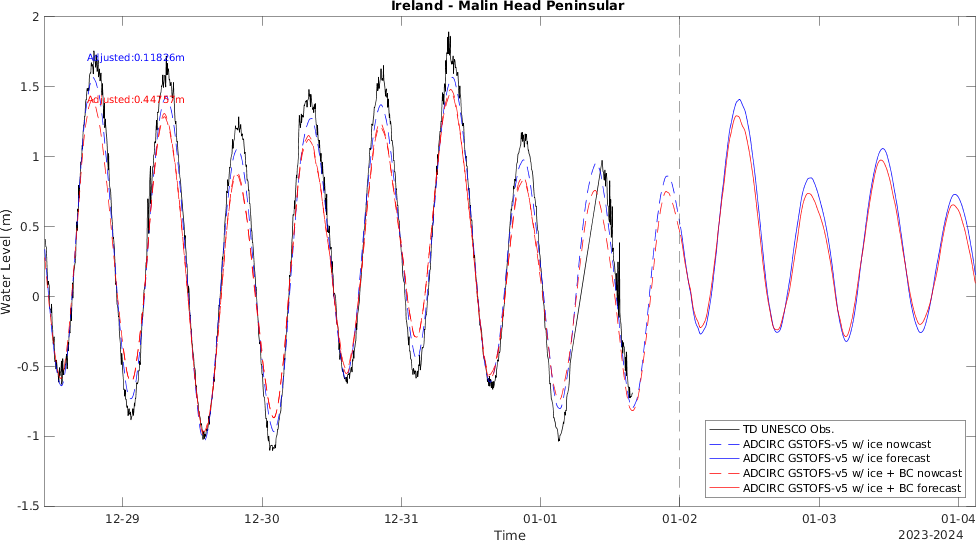 Ireland - Malin Head Peninsular
2
1.5
1
0.5
0
-0.5
-1
-1.5
Water Level (m)
Adjusted:0.11826m
Adjusted:0.44787m
TD UNESCO Obs.
ADCIRC GSTOFS-v5 w/ ice nowcast
ADCIRC GSTOFS-v5 w/ ice forecast
ADCIRC GSTOFS-v5 w/ ice + BC nowcast
ADCIRC GSTOFS-v5 w/ ice + BC forecast
12-29 12-30 12-31 01-01 01-02 01-03 01-04
Time
2023-2024